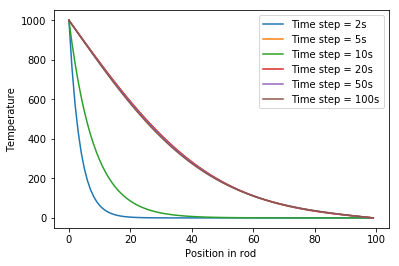 1000
800
600
400
200
0
Temperature
0 20 40 60 80 100
Position in rod
Time step = 2s
Time step = 5s
Time step = 10s
Time step = 20s
Time step = 50s
Time step = 100s